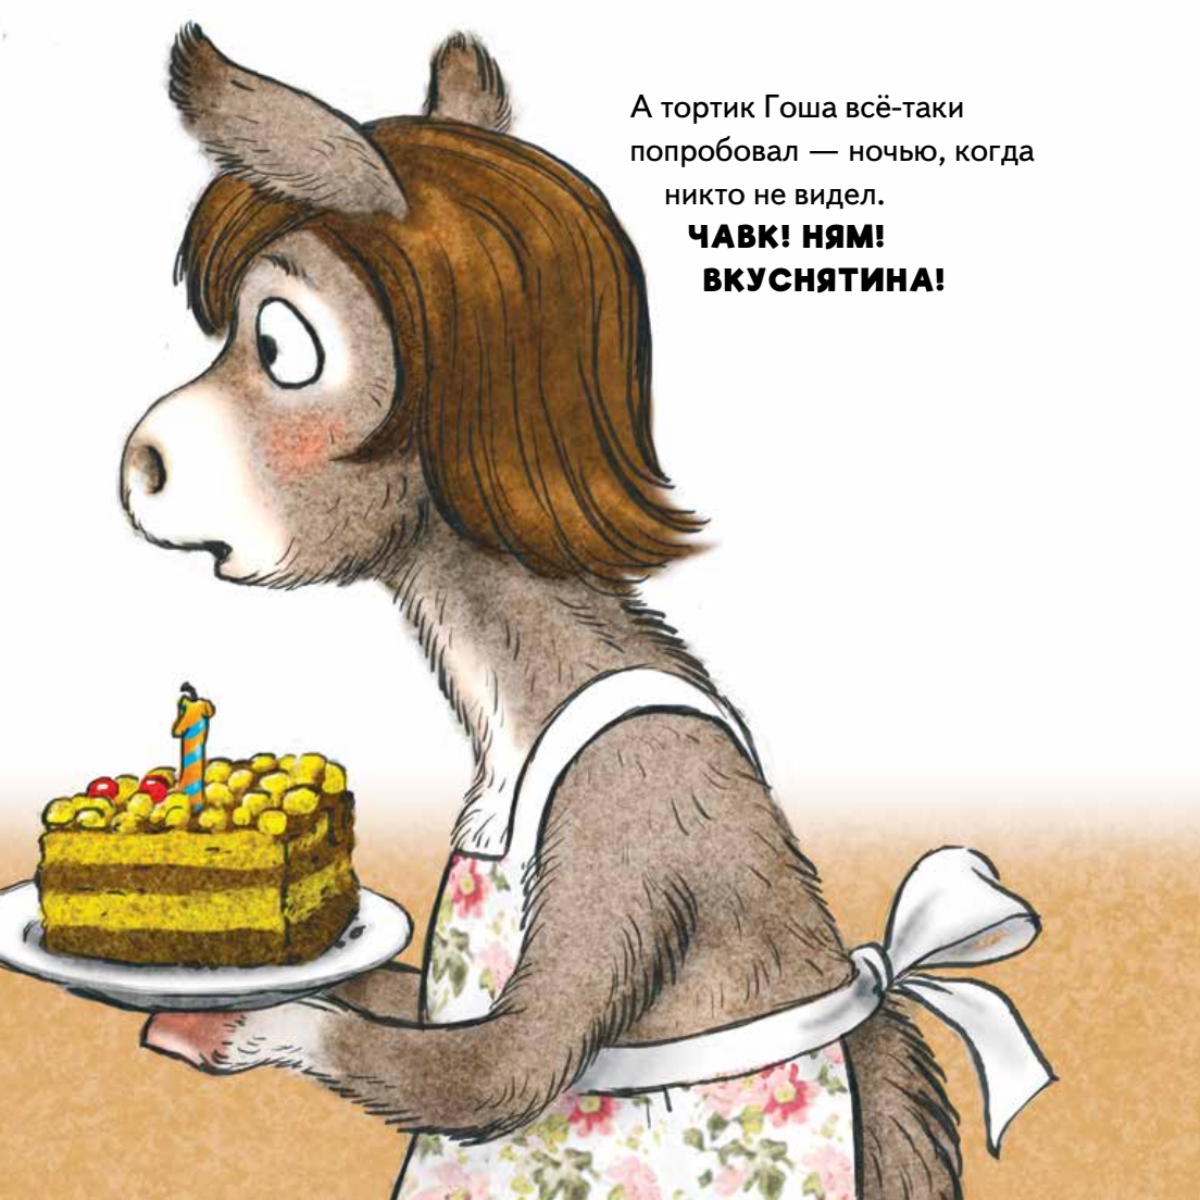 А тортик Гоша всё-таки
попробовал — ночью, когда
никто не видел.
ЧАВК! НЯМ!
ВКУСНЯТИНА!